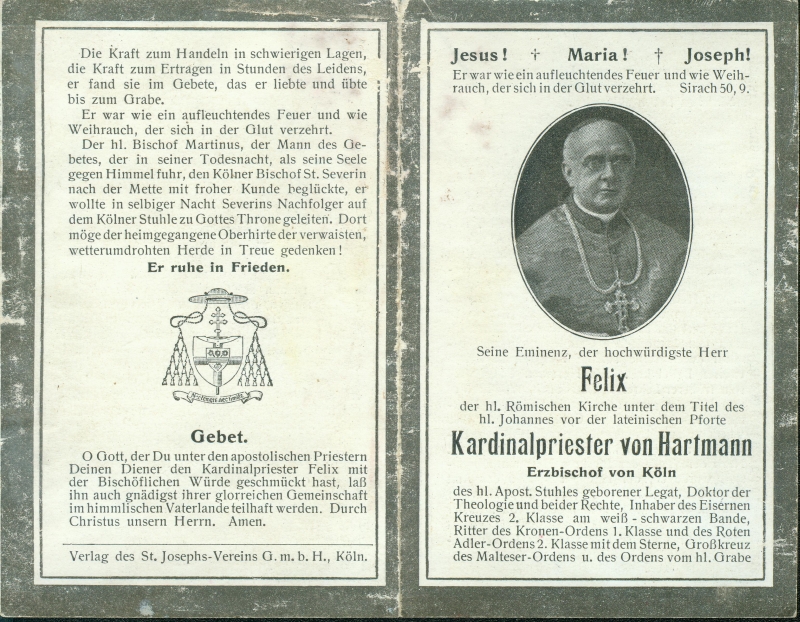 Die Kraft zum Handeln in schwierigen Lagen,
die Kraft zum Ertragen in Stunden des Leidens,
er fand sie im Gebete, das er liebte und übte
bis zum Grabe.
Er war wie ein aufleuchtendes Feuer und wie
Weihrauch, der sich in der Glut verzehrt.
Der hl. Bischof Martinus, der Mann des Ge-
betes, der in seiner Todesnacht, als seine Seele
gegen Himmel fuhr, den Kölner Bischof St. Severin
nach der Mette mit froher Kunde beglückte, er
wollte in selbiger Nacht Severins Nachfolger auf
dem Kölner Stuhle zu Gottes Throne geleiten. Dort
möge der heimgegangene Oberhirte der verwaisten,
wetterumdrohten Herde in Treue gedenken!
Er ruhe in Frieden.
Gebet.
O Gott, der Du unter den apostolischen Priestern
Deinen Diener den Kardinalpriester Felix mit
der Bischöflichen Würde geschmückt hast, laß
ihn auch gnädigst ihrer glorreichen Gemeinschaft
im himmlischen Vaterlande teilhaft werden. Durch
Christus unsern Herrn. Amen.
Verlag des St. Josephs-Vereins G. m. b. H., Köln.
Jesus! † Maria! † Joseph!
Er war wie ein aufleuchtendes Feuer und wie Weih-
rauch, der sich in der Glut verzehrt. Sirach 50, 9.
Seine Eminenz, der hochwürdigste Herr
Felix
der hl. Römischen Kirche unter dem Titel des
hl. Johannes vor der lateinischen Pforte
Kardinalpriester von Hartmann
Erzbischof von Köln
des hl. Apost. Stuhles geborener Legat, Doktor der
Theologie und beider Rechte, Inhaber des Eisernen
Kreuzes 2. Klasse am weiß-schwarzen Bande,
Ritter des Kronen-Ordens 1. Klasse und des Roten
Adler-Ordens 2. Klasse mit dem Sterne, Großkreuz
des Malteser-Ordens u. des Ordens vom hl. Grabe